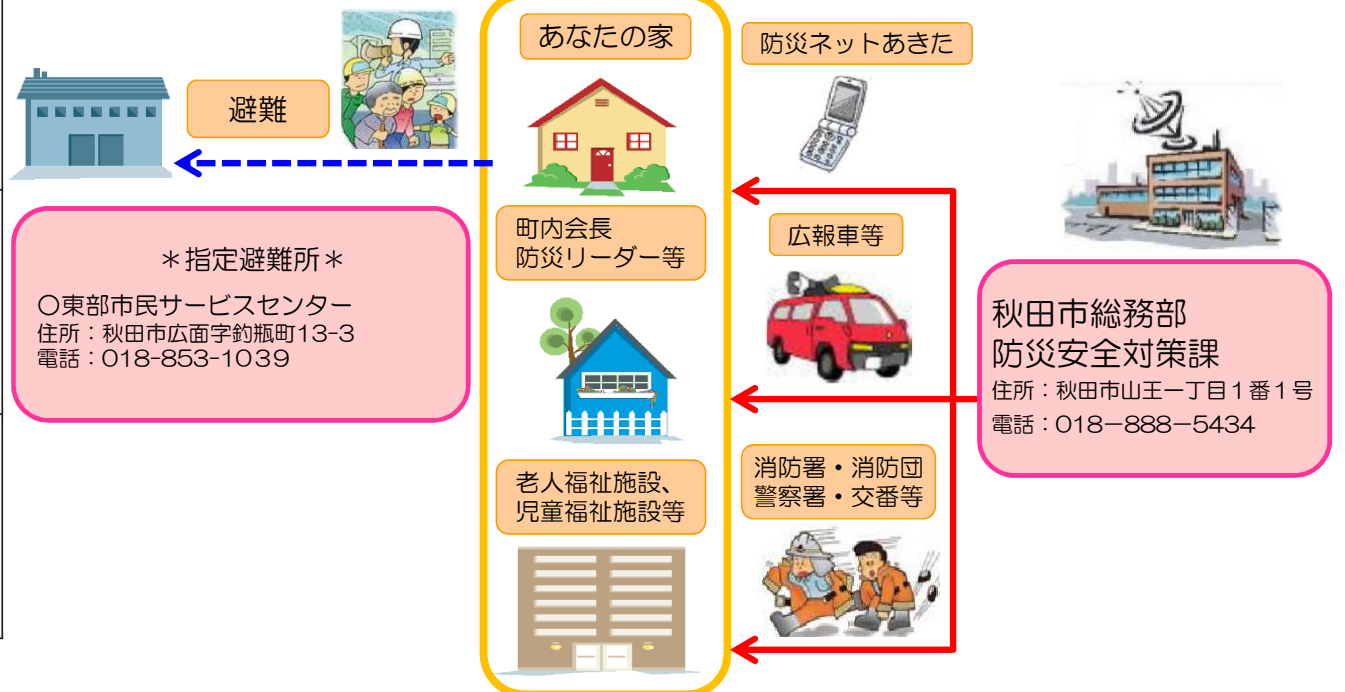 避難
＊指定避難所＊
〇東部市民サービスセンター
住所：秋田市広面字釣瓶町13-3
電話：018-853-1039
あなたの家
町内会長
防災リーダー等
老人福祉施設、
児童福祉施設等
防災ネットあきた
広報車等
消防署・消防団
警察署・交番等
秋田市総務部
防災安全対策課
住所：秋田市山王一丁目１番１号
電話：018－888－5434